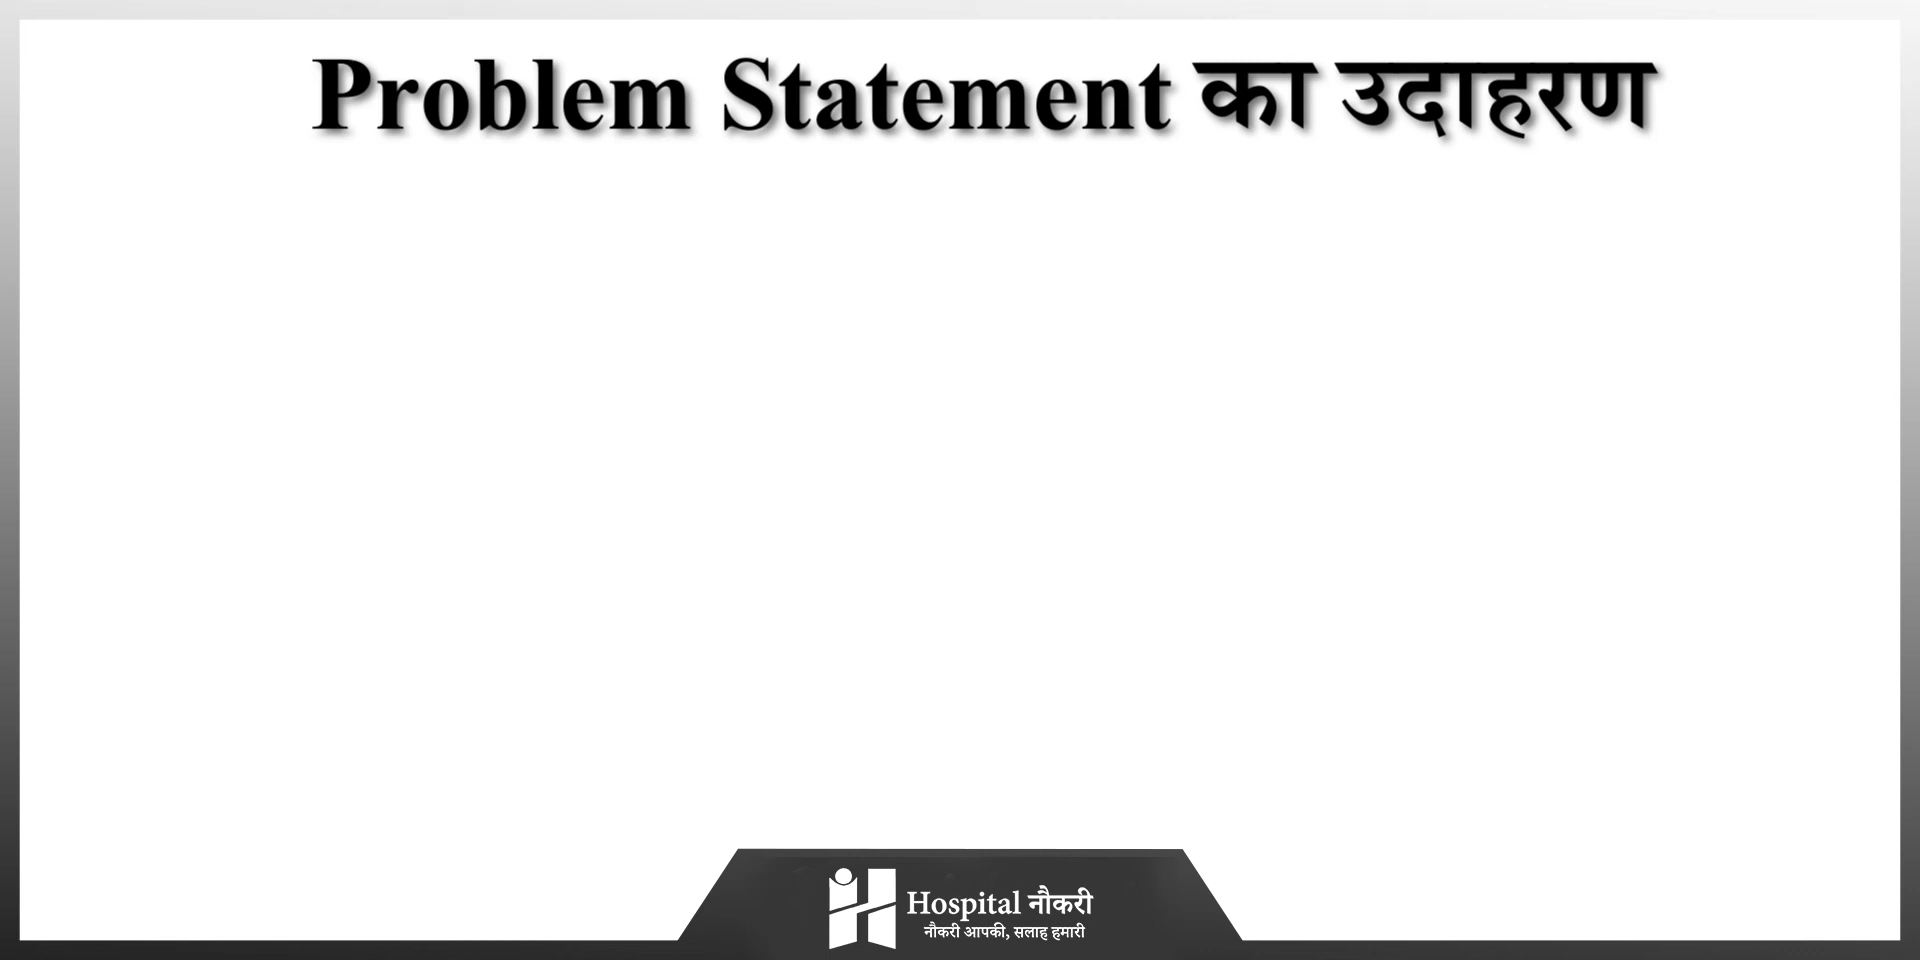 Problem Statement का उदाहरण
Hospital नौकरी
नौकरी आपकी, सलाह हमारी